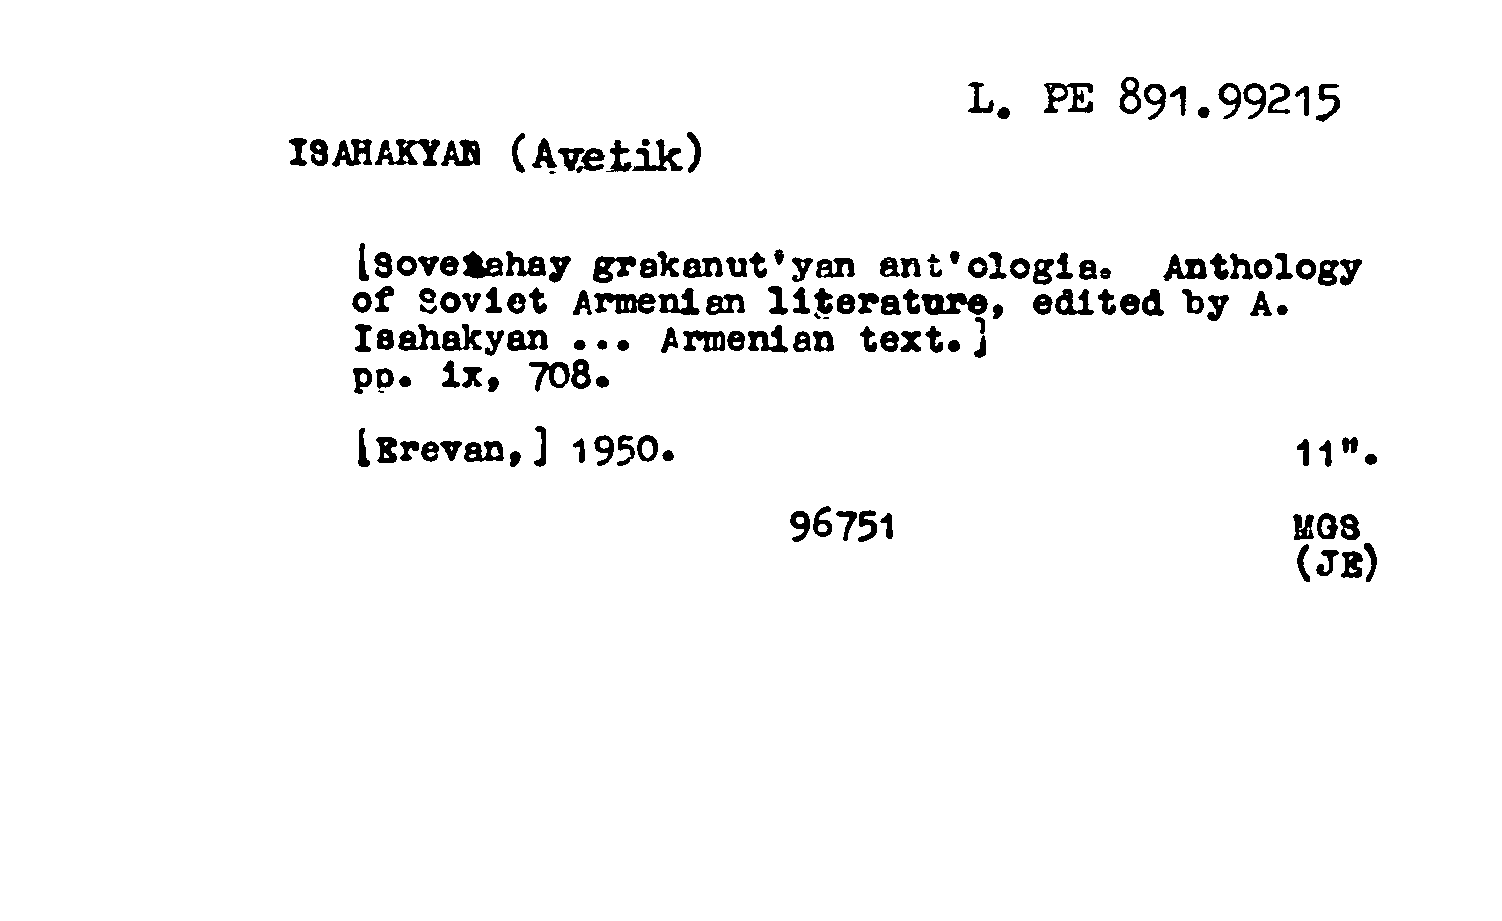 L. PE 891.99215
ISAHAKYAN (Avetik)
[Sovetahay grakanut'yan ant'ologia. Anthology
of Soviet Armenian literature, edited by A.
Isahakyan ... Armenian text.]
pp. ix, 708.
[Erevan,] 1950. 11".
96751 MGS
(JE)